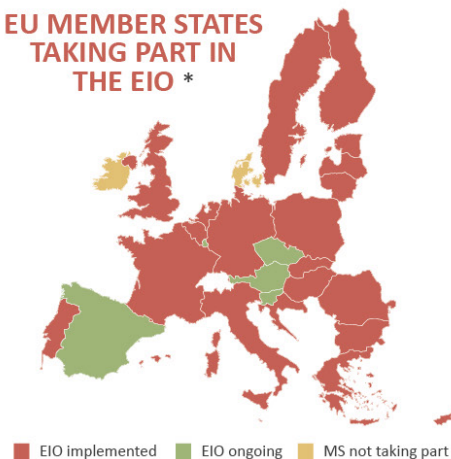 EU MEMBER STATES
TAKING PART IN
THE EIO *
EIO implemented EIO ongoing MS not taking part